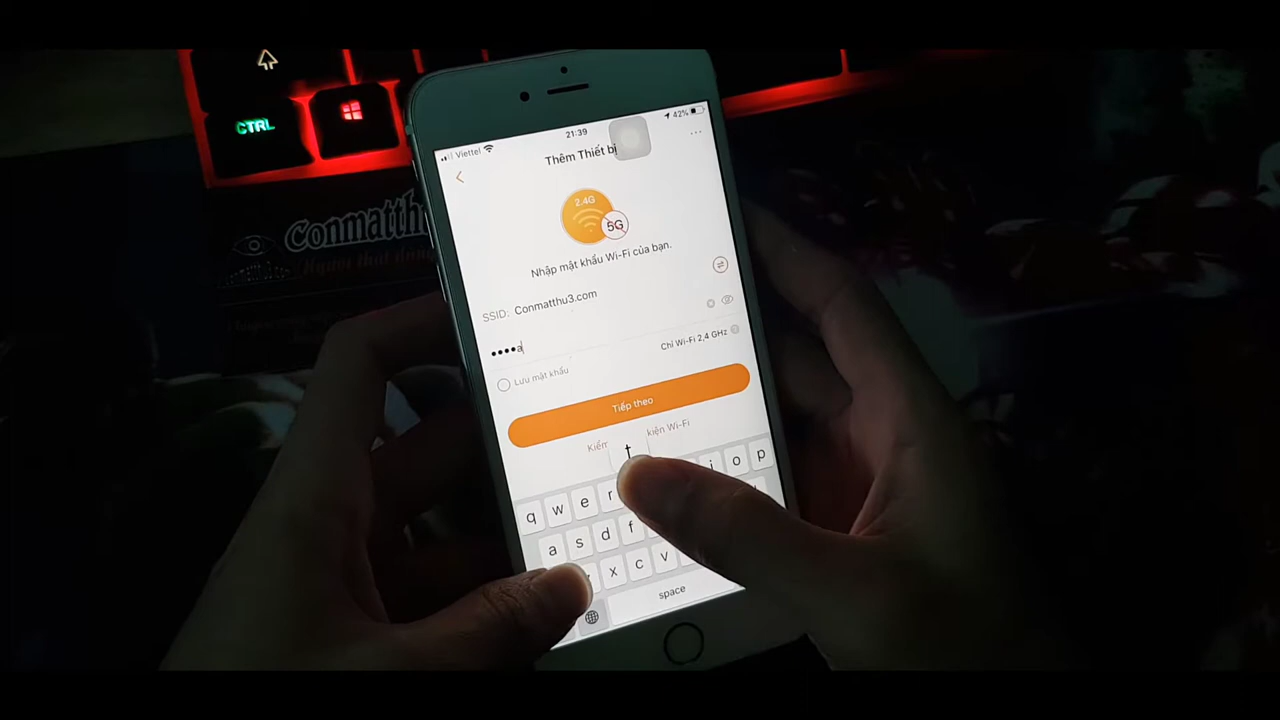 CTRL
Viettel
21:39
42%
Thêm Thiết bị
2.4G
5G
Nhập mật khẩu Wi-Fi của bạn.
SSID: Conmatthu3.com
••••a
Chỉ Wi-Fi 2,4 GHz
Lưu mật khẩu
Tiếp theo
Kiểm kiện Wi-Fi
t
q w e r i o p
a s d f
x c v
space
Conmatthu